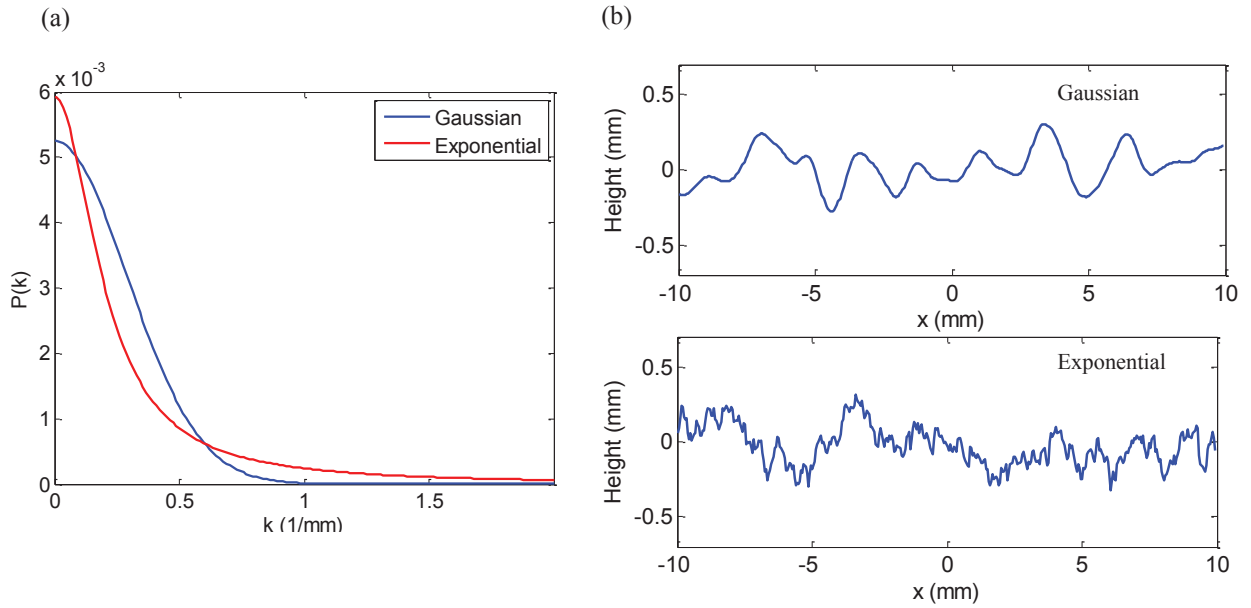 (a)
x 10⁻³
6
5
4
3
2
1
0
P(k)
Gaussian
Exponential
0 0.5 1 1.5
k (1/mm)
(b)
Gaussian
0.5
0
-0.5
Height (mm)
-10 -5 0 5 10
x (mm)
Exponential
0.5
0
-0.5
Height (mm)
-10 -5 0 5 10
x (mm)